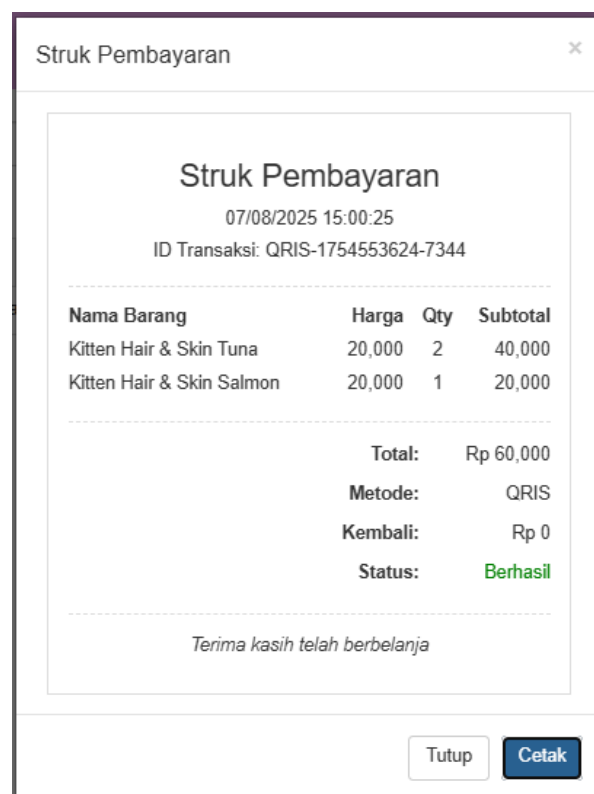 Struk Pembayaran ×
Struk Pembayaran
07/08/2025 15:00:25
ID Transaksi: QRIS-1754553624-7344
Nama Barang Harga Qty Subtotal
Kitten Hair & Skin Tuna 20,000 2 40,000
Kitten Hair & Skin Salmon 20,000 1 20,000
Total: Rp 60,000
Metode: QRIS
Kembali: Rp 0
Status: Berhasil
Terima kasih telah berbelanja
Tutup Cetak